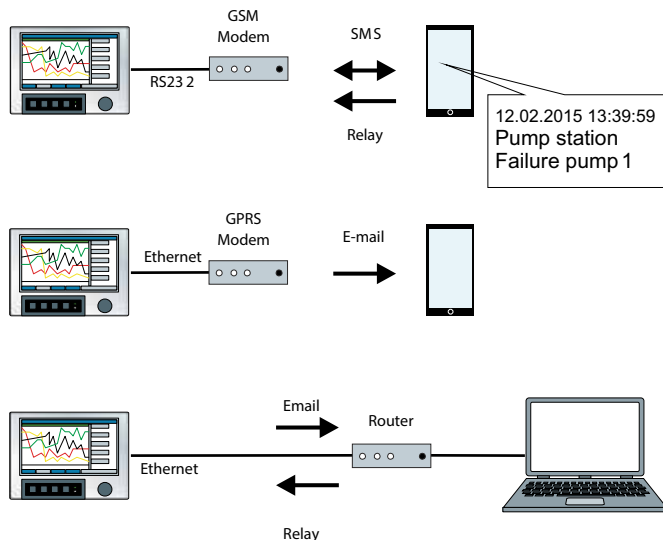 GSM
Modem
SMS
RS23 2
Relay
12.02.2015 13:39:59
Pump station
Failure pump 1
GPRS
Modem
Ethernet
E-mail
Email
Router
Ethernet
Relay